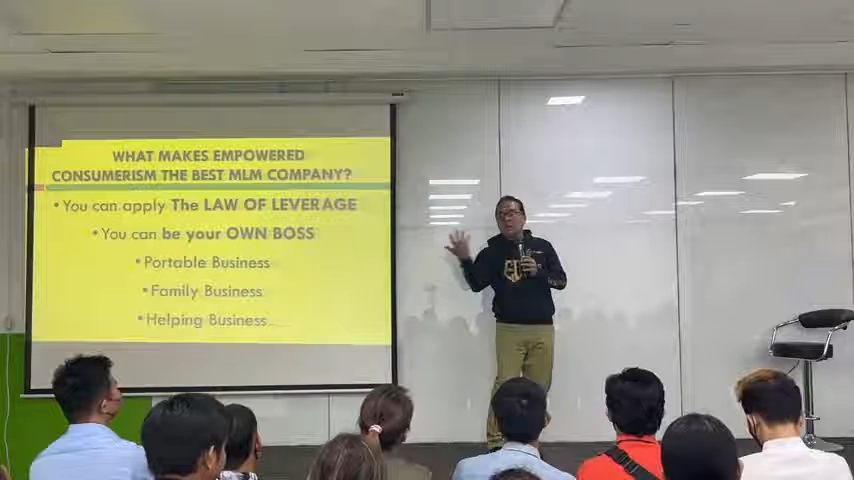 WHAT MAKES EMPOWERED
CONSUMERISM THE BEST MLM COMPANY?
• You can apply The LAW OF LEVERAGE
• You can be your OWN BOSS
• Portable Business
• Family Business
• Helping Business